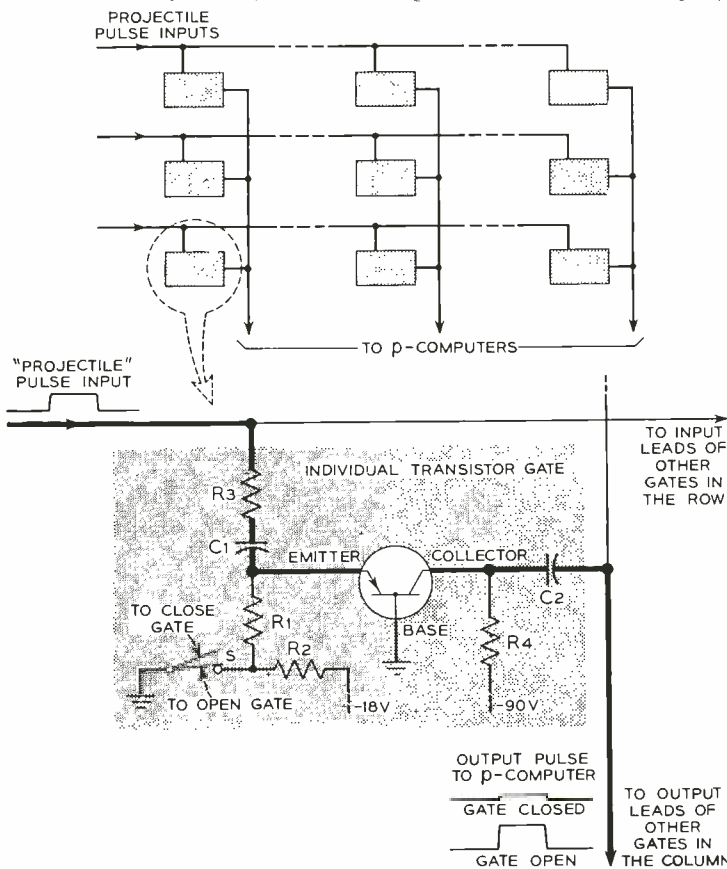 PROJECTILE
PULSE INPUTS
TO p-COMPUTERS
"PROJECTILE"
PULSE INPUT
TO INPUT
LEADS OF
OTHER
GATES IN
THE ROW
INDIVIDUAL TRANSISTOR GATE
R3
C1
EMITTER
COLLECTOR
C2
TO CLOSE
GATE
R1
BASE
R4
S
R2
TO OPEN GATE
-18V
-90V
OUTPUT PULSE
TO p-COMPUTER
GATE CLOSED
GATE OPEN
TO OUTPUT
LEADS OF
OTHER
GATES IN
THE COLUMN